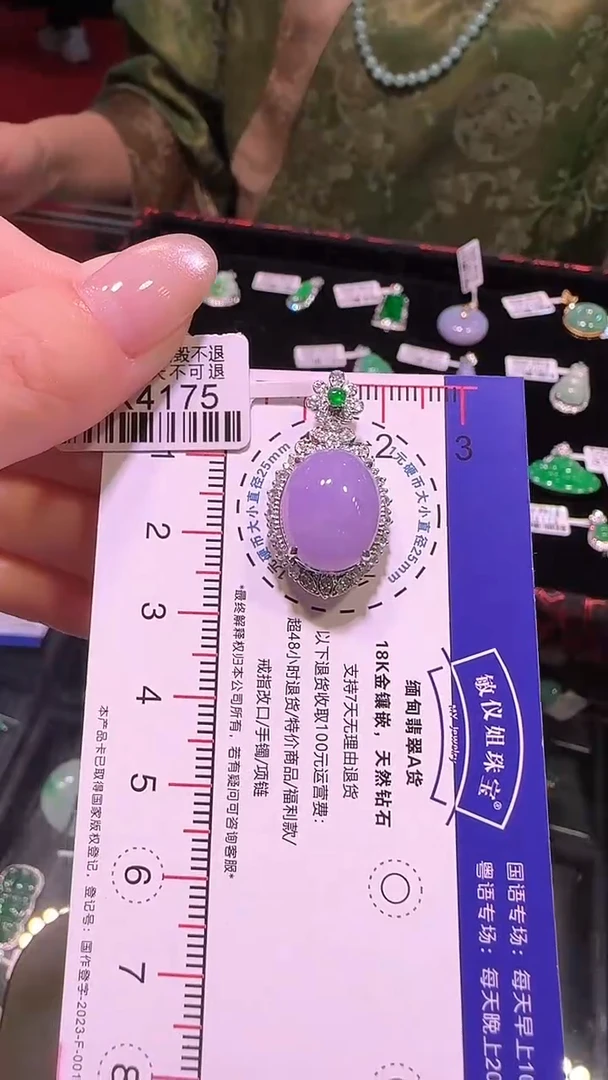 毁不退
不可退
4175
2
3
1
2
3
4
5
6
7
8
元硬币大小直径25mm
元硬币大小直径25mm
缅甸翡翠A货
18K金镶嵌，天然钻石
支持7天无理由退货
以下退货收取100元运营费：
超48小时退货/特价商品/福利款/
戒指改口/手镯/项链
*最终解释权归本公司所有，若有疑问可咨询客服*
敏仪姐珠宝®
MY Jewelry
国语专场：每天早上10
粤语专场：每天晚上20
本产品卡已取得国家版权登记，登记号：国作登字-2023-F-001